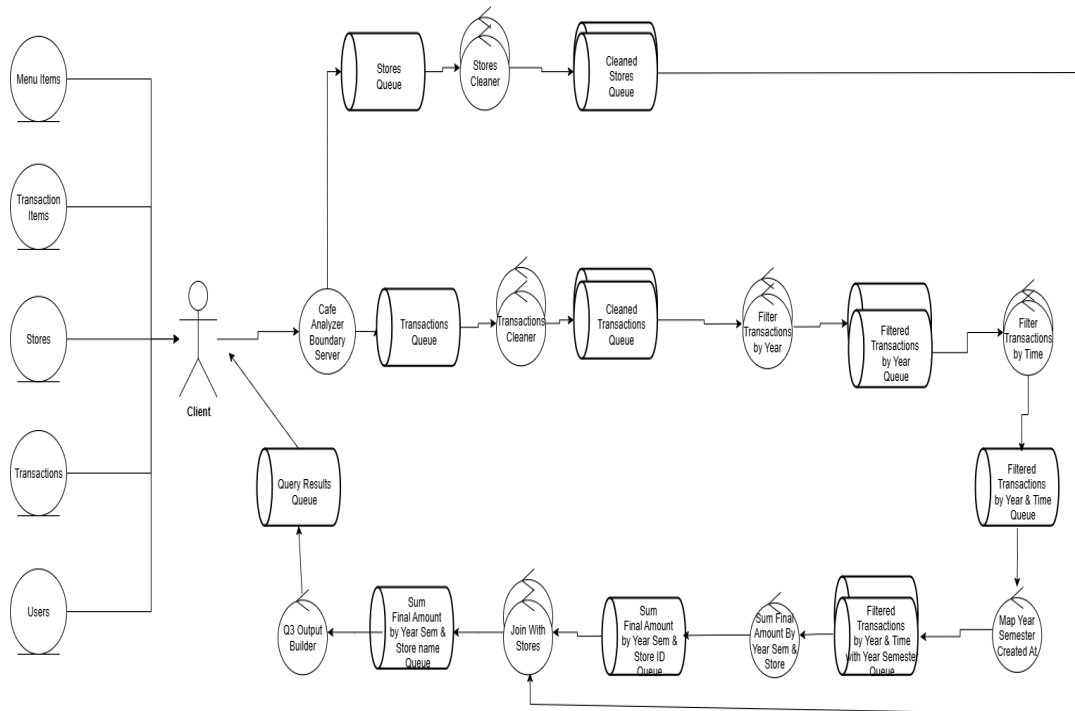 Menu Items
Transaction
Items
Stores
Transactions
Users
Client
Cafe
Analyzer
Boundary
Server
Stores
Queue
Stores
Cleaner
Cleaned
Stores
Queue
Transactions
Queue
Transactions
Cleaner
Cleaned
Transactions
Queue
Filter
Transactions
by Year
Filtered
Transactions
by Year
Queue
Filter
Transactions
by Time
Filtered
Transactions
by Year & Time
Queue
Map Year
Semester
Created At
Filtered
Transactions
by Year & Time
with Year Semester
Queue
Sum Final
Amount By
Year Sem &
Store
Sum
Final Amount
by Year Sem &
Store ID
Queue
Join With
Stores
Sum
Final Amount
by Year Sem &
Store name
Queue
Q3 Output
Builder
Query Results
Queue